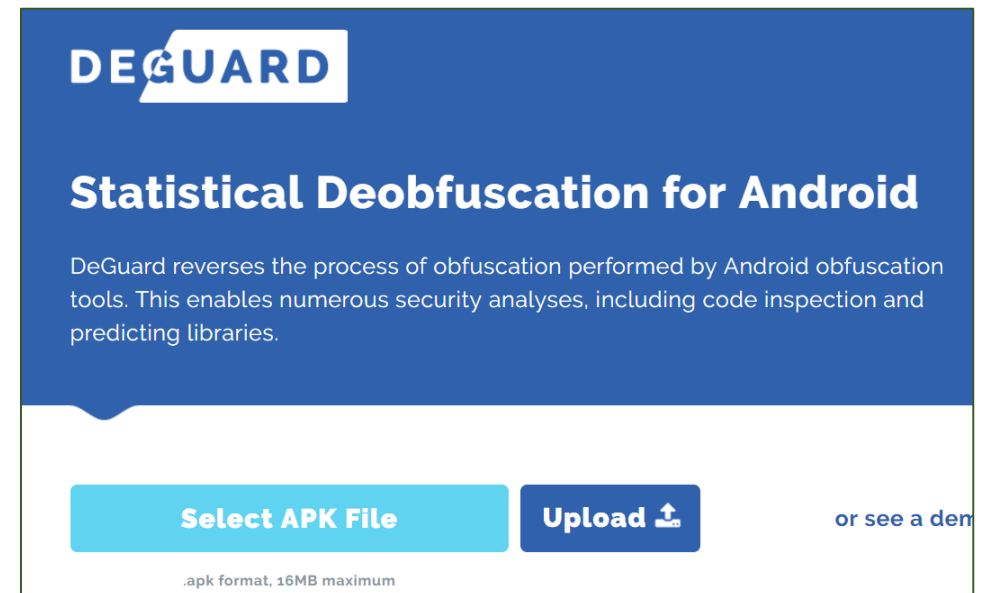 DEGUARD
Statistical Deobfuscation for Android
DeGuard reverses the process of obfuscation performed by Android obfuscation
tools. This enables numerous security analyses, including code inspection and
predicting libraries.
Select APK File
Upload
or see a dem
.apk format, 16MB maximum